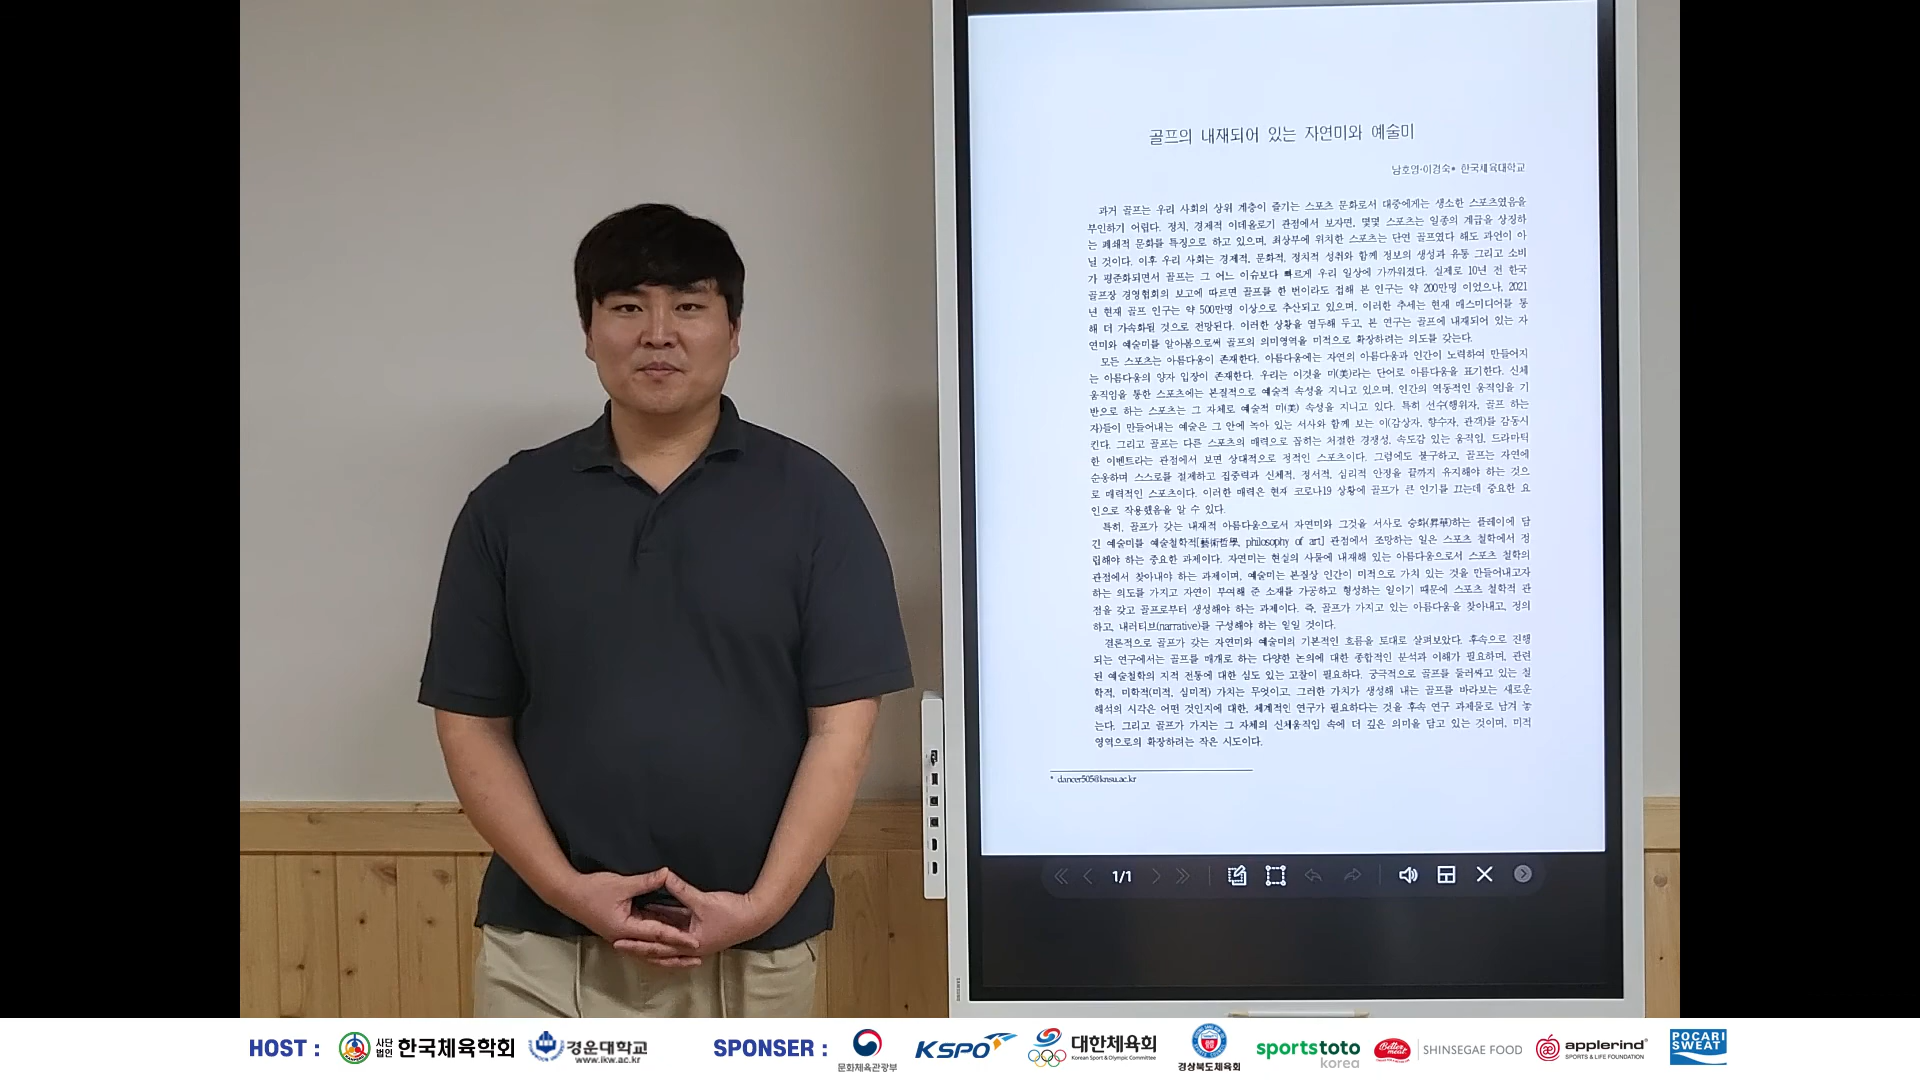 골프의 내재되어 있는 자연미와 예술미
남호영·이경숙* 한국체육대학교
과거 골프는 우리 사회의 상위 계층이 즐기는 스포츠 문화로서 대중에게는 생소한 스포츠였음을
부인하기 어렵다. 정치, 경제적 이데올로기 관점에서 보자면, 몇몇 스포츠는 일종의 계급을 상징하
는 폐쇄적 문화를 특징으로 하고 있으며, 최상부에 위치한 스포츠는 단연 골프였다 해도 과언이 아
닐 것이다. 이후 우리 사회는 경제적, 문화적, 정치적 성취와 함께 정보의 생성과 유통 그리고 소비
가 평준화되면서 골프는 그 어느 이슈보다 빠르게 우리 일상에 가까워졌다. 실제로 10년 전 한국
골프장 경영협회의 보고에 따르면 골프를 한 번이라도 접해 본 인구는 약 200만명 이었으나, 2021
년 현재 골프 인구는 약 500만명 이상으로 추산되고 있으며, 이러한 추세는 현재 매스미디어를 통
해 더 가속화될 것으로 전망된다. 이러한 상황을 염두해 두고, 본 연구는 골프에 내재되어 있는 자
연미와 예술미를 알아봄으로써 골프의 의미영역을 미적으로 확장하려는 의도를 갖는다.
모든 스포츠는 아름다움이 존재한다. 아름다움에는 자연의 아름다움과 인간이 노력하여 만들어지
는 아름다움의 양자 입장이 존재한다. 우리는 이것을 미(美)라는 단어로 아름다움을 표기한다. 신체
움직임을 통한 스포츠에는 본질적으로 예술적 속성을 지니고 있으며, 인간의 역동적인 움직임을 기
반으로 하는 스포츠는 그 자체로 예술적 미(美) 속성을 지니고 있다. 특히 선수(행위자, 골프 하는
자)들이 만들어내는 예술은 그 안에 녹아 있는 서사와 함께 보는 이(감상자, 향수자, 관객)를 감동시
킨다. 그리고 골프는 다른 스포츠의 매력으로 꼽히는 처절한 경쟁성, 속도감 있는 움직임, 드라마틱
한 이벤트라는 관점에서 보면 상대적으로 정적인 스포츠이다. 그럼에도 불구하고, 골프는 자연에
순응하며 스스로를 절제하고 집중력과 신체적, 정서적, 심리적 안정을 끝까지 유지해야 하는 것으
로 매력적인 스포츠이다. 이러한 매력은 현재 코로나19 상황에 골프가 큰 인기를 끄는데 중요한 요
인으로 작용했음을 알 수 있다.
특히, 골프가 갖는 내재적 아름다움으로서 자연미와 그것을 서사로 승화(昇華)하는 플레이에 담
긴 예술미를 예술철학적[藝術哲學, philosophy of art] 관점에서 조망하는 일은 스포츠 철학에서 정
립해야 하는 중요한 과제이다. 자연미는 현실의 사물에 내재해 있는 아름다움으로서 스포츠 철학의
관점에서 찾아내야 하는 과제이며, 예술미는 본질상 인간이 미적으로 가치 있는 것을 만들어내고자
하는 의도를 가지고 자연이 부여해 준 소재를 가공하고 형성하는 일이기 때문에 스포츠 철학적 관
점을 갖고 골프로부터 생성해야 하는 과제이다. 즉, 골프가 가지고 있는 아름다움을 찾아내고, 정의
하고, 내러티브(narrative)를 구성해야 하는 일일 것이다.
결론적으로 골프가 갖는 자연미와 예술미의 기본적인 흐름을 토대로 살펴보았다. 후속으로 진행
되는 연구에서는 골프를 매개로 하는 다양한 논의에 대한 종합적인 분석과 이해가 필요하며, 관련
된 예술철학의 지적 전통에 대한 심도 있는 고찰이 필요하다. 궁극적으로 골프를 둘러싸고 있는 철
학적, 미학적(미적, 심미적) 가치는 무엇이고, 그러한 가치가 생성해 내는 골프를 바라보는 새로운
해석의 시각은 어떤 것인지에 대한, 체계적인 연구가 필요하다는 것을 후속 연구 과제물로 남겨 놓
는다. 그리고 골프가 가지는 그 자체의 신체움직임 속에 더 깊은 의미을 담고 있는 것이며, 미적
영역으로의 확장하려는 작은 시도이다.
* dancer505@knsu.ac.kr
1/1
SAMSUNG
HOST : 사단법인 한국체육학회 경운대학교 www.ikw.ac.kr SPONSER : 문화체육관광부 KSPO 대한체육회 Korean Sport & Olympic Committee 경상북도체육회 sportstoto korea Better meat SHINSEGAE FOOD applerind SPORTS & LIFE FOUNDATION POCARI SWEAT